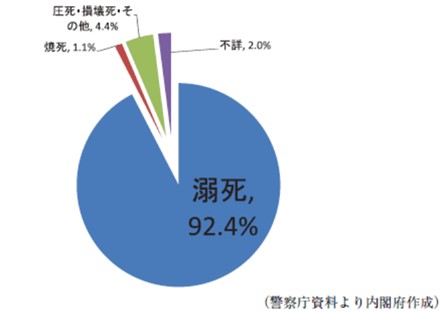 圧死・損壊死・そ
の他, 4.4%
焼死, 1.1%
不詳, 2.0%
溺死,
92.4%
(警察庁資料より内閣府作成)